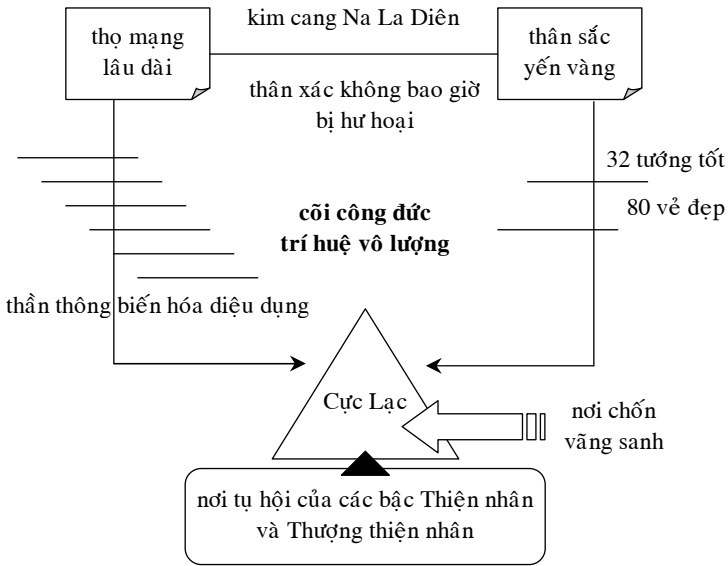 thọ mạng
lâu dài
kim cang Na La Diên
thân sắc
yến vàng
thân xác không bao giờ
bị hư hoại
32 tướng tốt
80 vẻ đẹp
cõi công đức
trí huệ vô lượng
thần thông biến hóa diệu dụng
Cực Lạc
nơi chốn
vãng sanh
nơi tụ hội của các bậc Thiện nhân
và Thượng thiện nhân